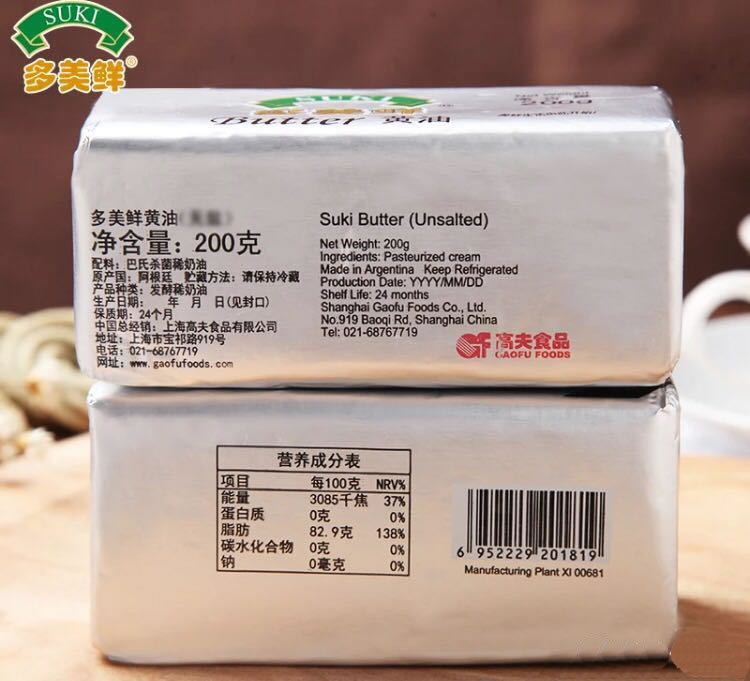 SUKI
多美鲜®
Butter 黄油
多美鲜黄油
净含量：200克
配料：巴氏杀菌稀奶油
原产国：阿根廷 贮藏方法：请保持冷藏
产品种类：发酵稀奶油
生产日期： 年 月 日(见封口)
保质期：24个月
中国总经销：上海高夫食品有限公司
地址：上海市宝祁路919号
电话：021-68767719
网址：www.gaofufoods.com
Suki Butter (Unsalted)
Net Weight: 200g
Ingredients: Pasteurized cream
Made in Argentina Keep Refrigerated
Production Date: YYYY/MM/DD
Shelf Life: 24 months
Shanghai Gaofu Foods Co., Ltd.
No.919 Baoqi Rd, Shanghai China
Tel: 021-68767719
高夫食品
GAOFU FOODS
营养成分表
项目 每100克 NRV%
能量 3085千焦 37%
蛋白质 0克 0%
脂肪 82.9克 138%
碳水化合物 0克 0%
钠 0毫克 0%
6 952229 201819
Manufacturing Plant XI 00681